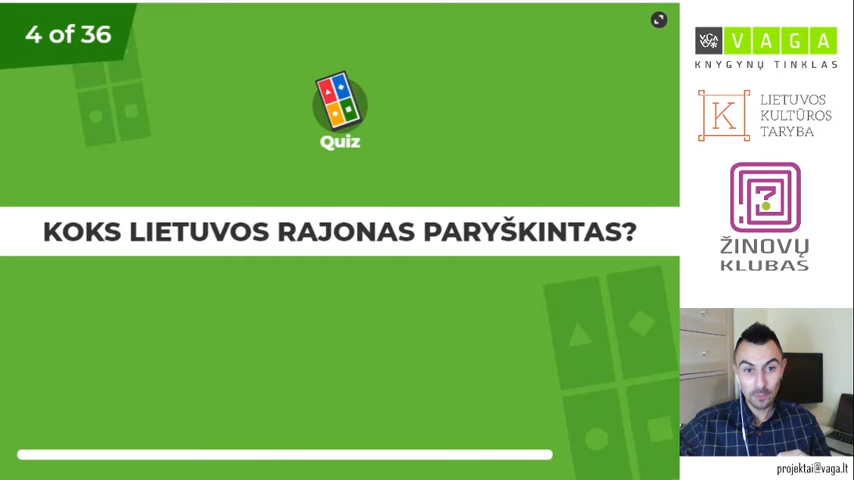 4 of 36
Quiz
KOKS LIETUVOS RAJONAS PARYŠKINTAS?
VAGA
KNYGYNŲ TINKLAS
K
LIETUVOS
KULTŪROS
TARYBA
?
ŽINOVŲ
KLUBAS
projektai@vaga.lt